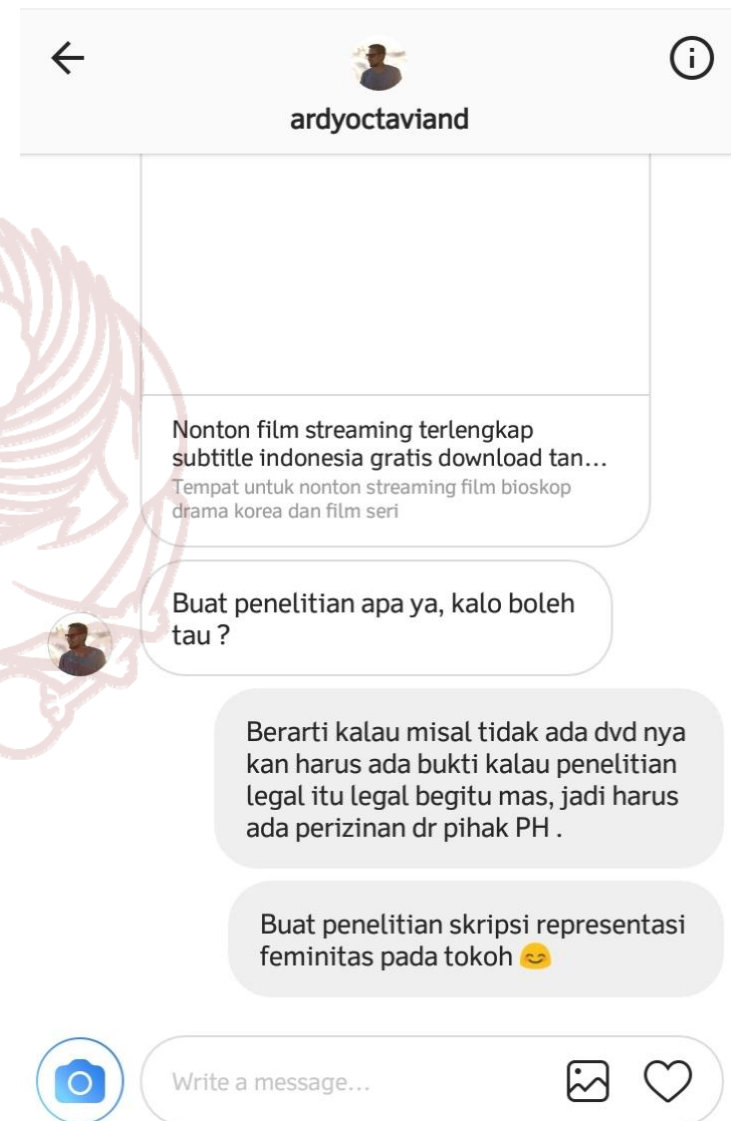 ardyoctaviand
Nonton film streaming terlengkap
subtitle indonesia gratis download tan...
Tempat untuk nonton streaming film bioskop
drama korea dan film seri
Buat penelitian apa ya, kalo boleh
tau ?
Berarti kalau misal tidak ada dvd nya
kan harus ada bukti kalau penelitian
legal itu legal begitu mas, jadi harus
ada perizinan dr pihak PH .
Buat penelitian skripsi representasi
feminitas pada tokoh 😊
Write a message...